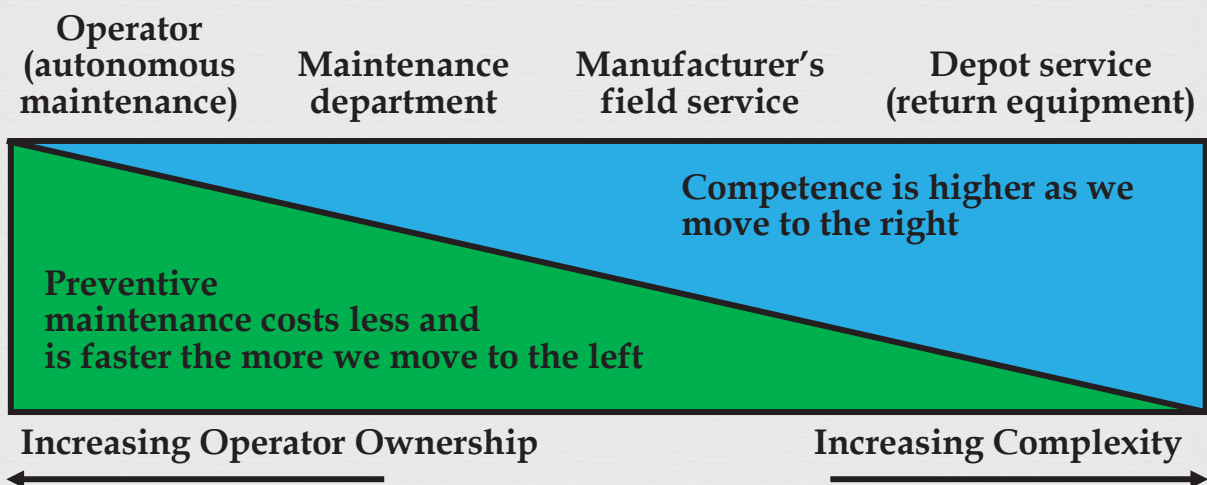 Operator
(autonomous
maintenance)
Maintenance
department
Manufacturer’s
field service
Depot service
(return equipment)
Competence is higher as we
move to the right
Preventive
maintenance costs less and
is faster the more we move to the left
Increasing Operator Ownership
Increasing Complexity